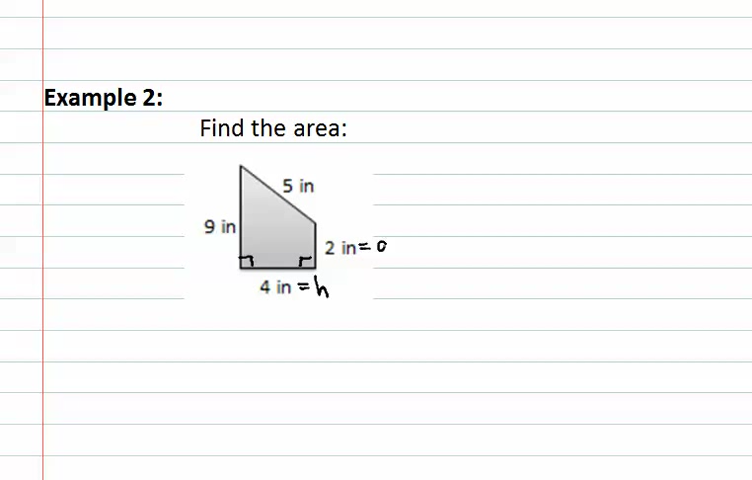 Example 2:
Find the area:
5 in
9 in
2 in = a
4 in = h